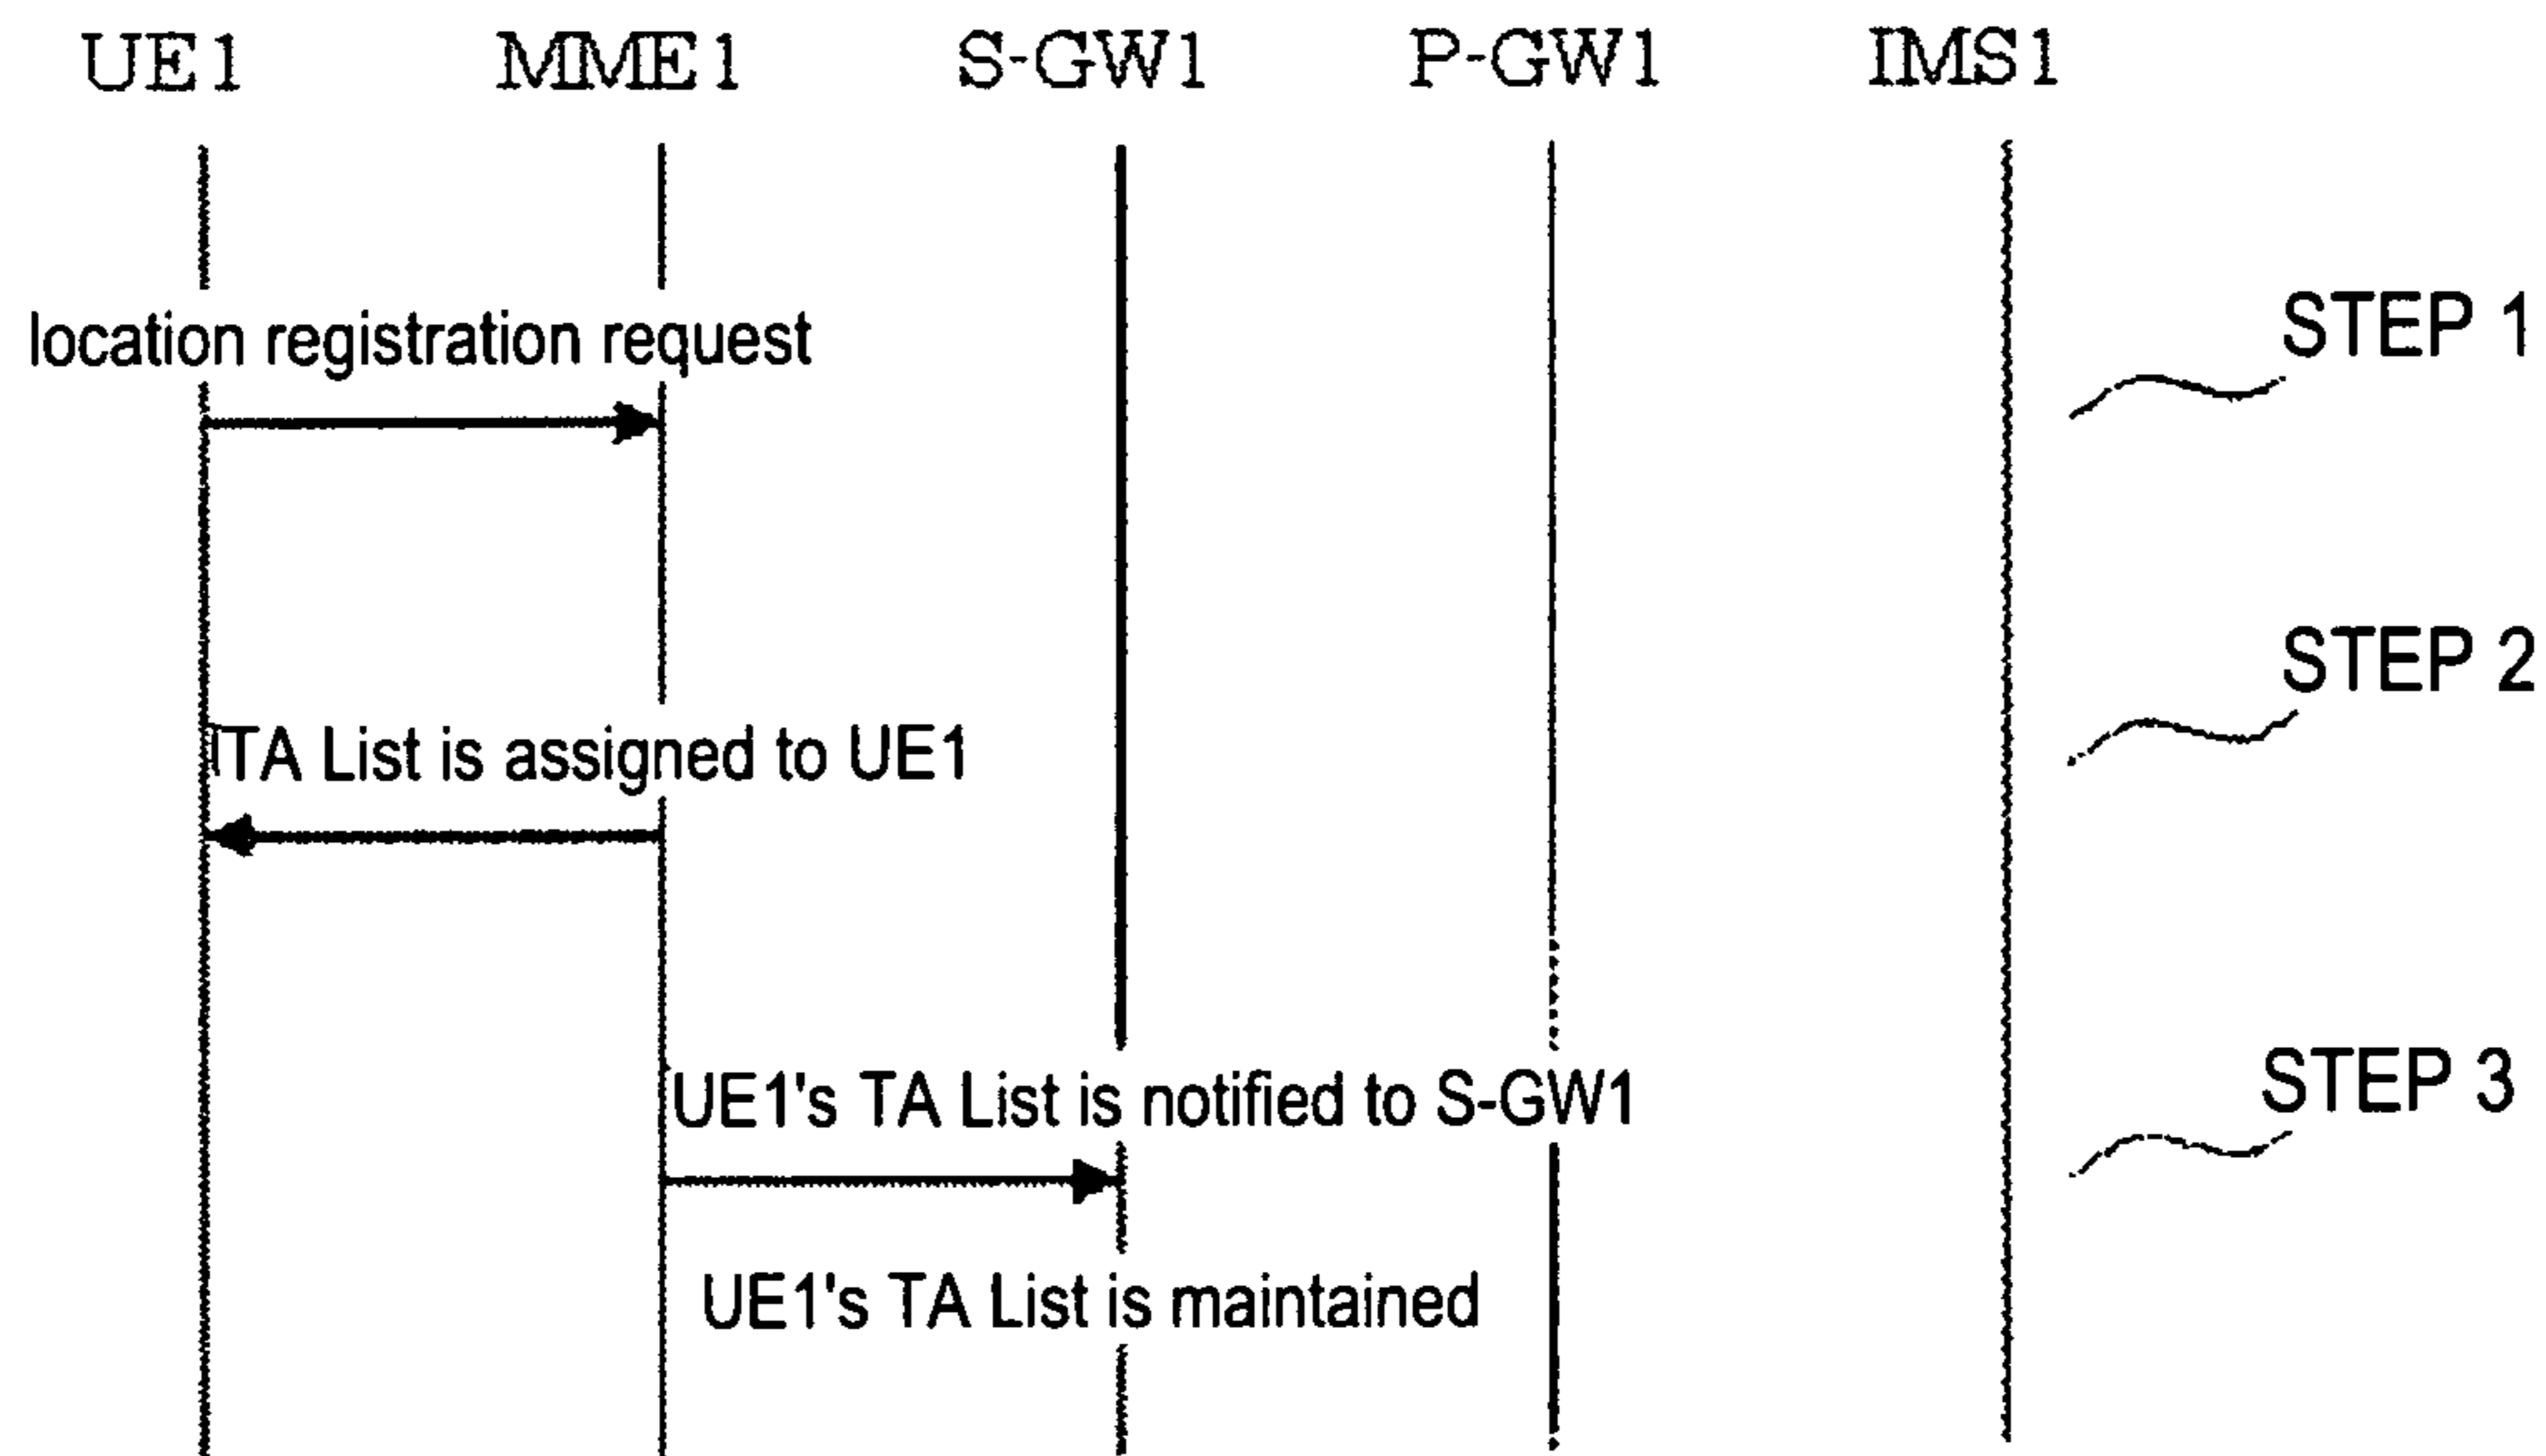 UE1 MME1 S-GW1 P-GW1 IMS1
location registration request
STEP 1
TA List is assigned to UE1
STEP 2
UE1's TA List is notified to S-GW1
STEP 3
UE1's TA List is maintained